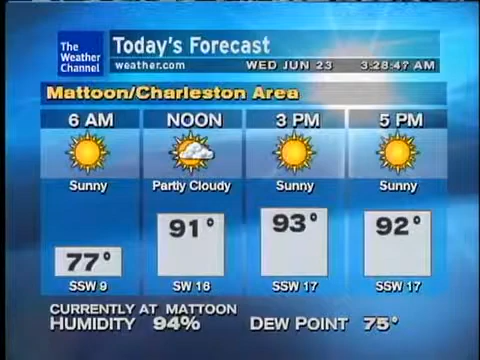 The
Weather
Channel
Today's Forecast
weather.com WED JUN 23 3:28:47 AM
Mattoon/Charleston Area
6 AM NOON 3 PM 5 PM
Sunny Partly Cloudy Sunny Sunny
77° 91° 93° 92°
SSW 9 SW 16 SSW 17 SSW 17
CURRENTLY AT MATTOON
HUMIDITY 94% DEW POINT 75°